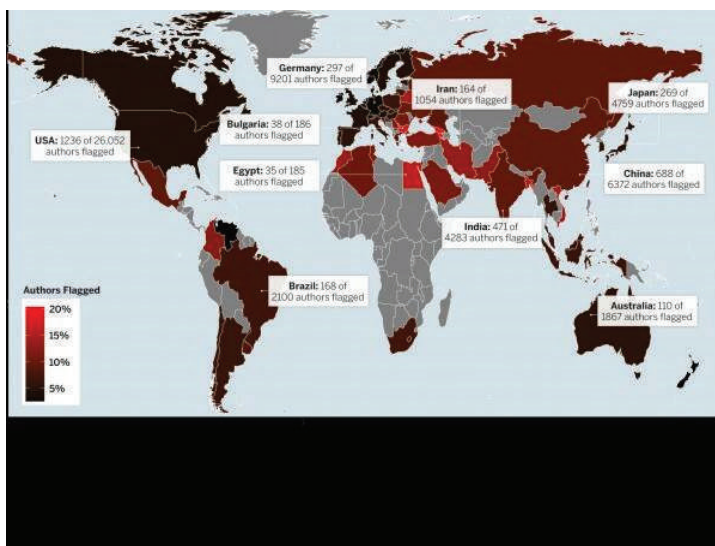 Germany: 297 of
9201 authors flagged
Iran: 164 of
1054 authors flagged
Japan: 269 of
4759 authors flagged
Bulgaria: 38 of 186
authors flagged
USA: 1236 of 26,052
authors flagged
Egypt: 35 of 185
authors flagged
China: 688 of
6372 authors flagged
India: 471 of
4283 authors flagged
Brazil: 168 of
2100 authors flagged
Australia: 110 of
1867 authors flagged
Authors Flagged
20%
15%
10%
5%